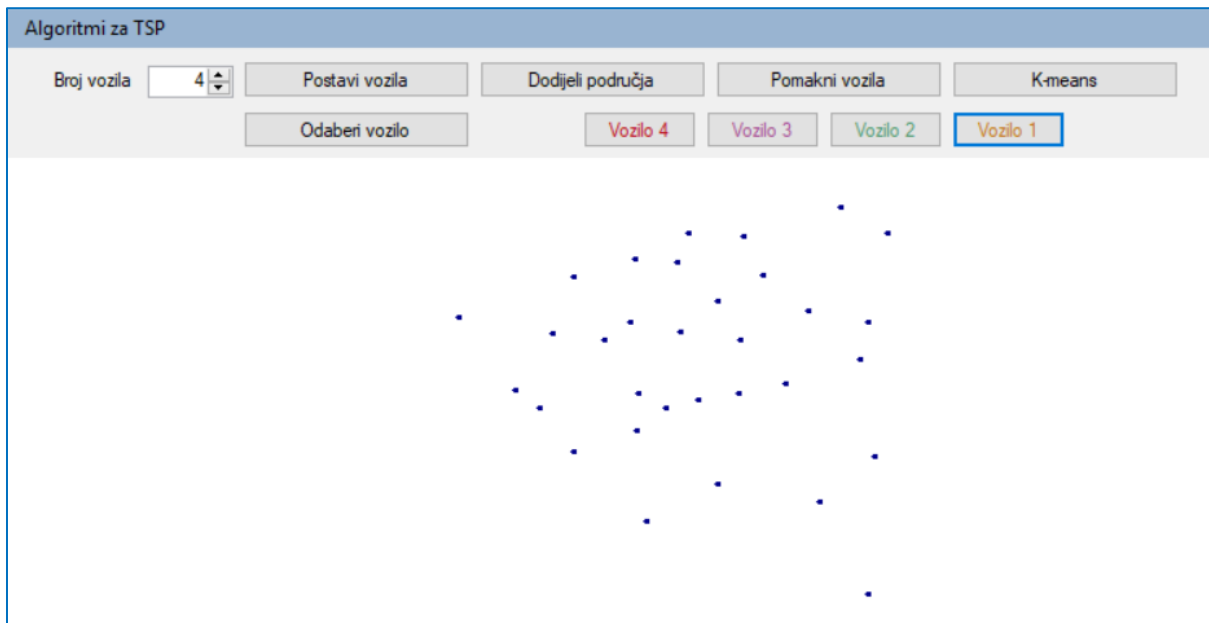 Algoritmi za TSP
Broj vozila 4 Postavi vozila Dodijeli područja Pomakni vozila K-means
Odaberi vozilo Vozilo 4 Vozilo 3 Vozilo 2 Vozilo 1